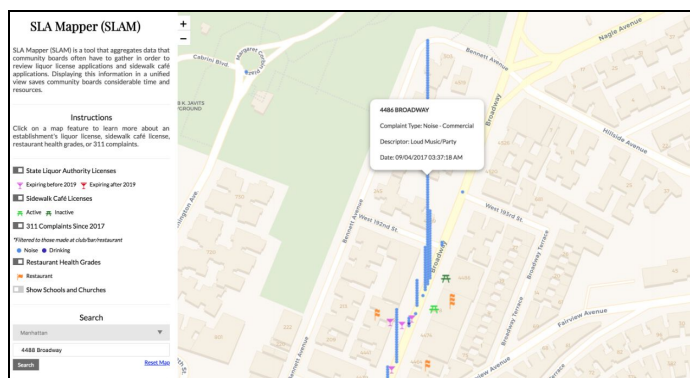 SLA Mapper (SLAM)
SLA Mapper (SLAM) is a tool that aggregates data that
community boards often have to gather in order to
review liquor license applications and sidewalk café
applications. Displaying this information in a unified
view saves community boards considerable time and
resources.
Instructions
Click on a map feature to learn more about an
establishment's liquor license, sidewalk café license,
restaurant health grades, or 311 complaints.
State Liquor Authority Licenses
Expiring before 2019 Expiring after 2019
Sidewalk Café Licenses
Active Inactive
311 Complaints Since 2017
*Filtered to those made at club/bar/restaurant
Noise Drinking
Restaurant Health Grades
Restaurant
Show Schools and Churches
Search
Manhattan
4486 Broadway
Search
Reset Map
+
−
Cabrini Blvd
Margaret Corbin
K. JAVITS
Bennett Avenue
Nagle Avenue
Broadway
Hillside Avenue
4486 BROADWAY
Complaint Type: Noise - Commercial
Descriptor: Loud Music/Party
Date: 09/04/2017 03:37:18 AM
West 192nd St.
West 193rd St.
Bennett Avenue
Broadway
Broadway Terrace
Broadway Terrace
Fairview Avenue